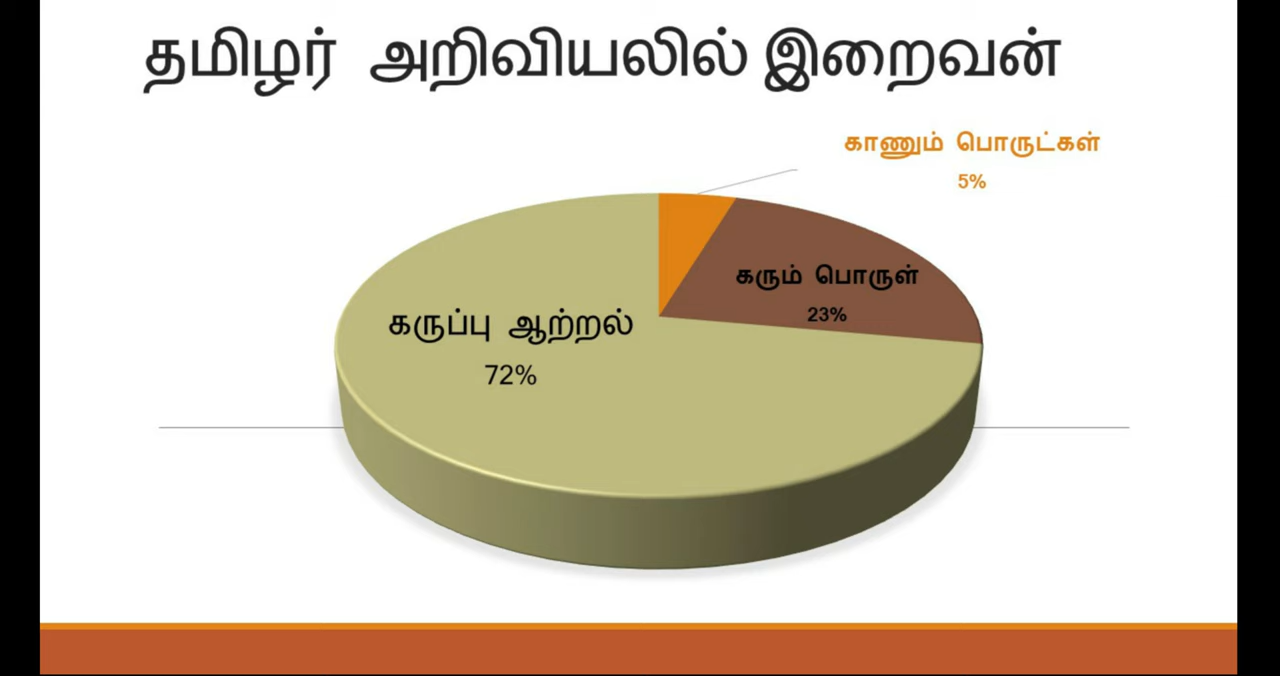 தமிழர் அறிவியலில் இறைவன்
காணும் பொருட்கள்
5%
கரும் பொருள்
23%
கருப்பு ஆற்றல்
72%